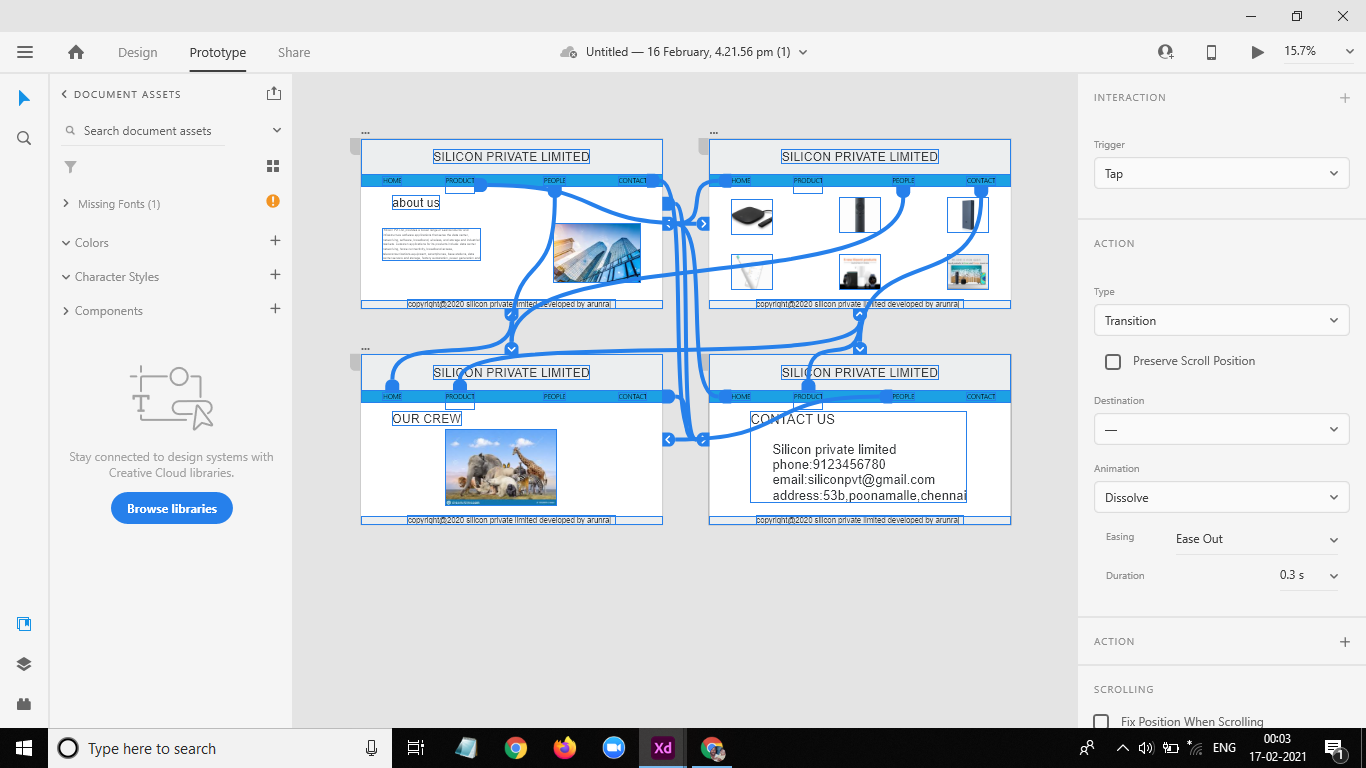 Design
Prototype
Share
Untitled — 16 February, 4.21.56 pm (1)
15.7%
DOCUMENT ASSETS
Search document assets
Missing Fonts (1)
Colors
Character Styles
Components
Stay connected to design systems with
Creative Cloud libraries.
Browse libraries
...
SILICON PRIVATE LIMITED
HOME PRODUCT PEOPLE CONTACT
about us
copyright@2020 silicon private limited developed by arunraj
...
SILICON PRIVATE LIMITED
HOME PRODUCT PEOPLE CONTACT
copyright@2020 silicon private limited developed by arunraj
...
SILICON PRIVATE LIMITED
HOME PRODUCT PEOPLE CONTACT
OUR CREW
copyright@2020 silicon private limited developed by arunraj
SILICON PRIVATE LIMITED
HOME PRODUCT PEOPLE CONTACT
CONTACT US
Silicon private limited
phone:9123456780
email:siliconpvt@gmail.com
address:53b,poonamalle,chennai
copyright@2020 silicon private limited developed by arunraj
INTERACTION
Trigger
Tap
ACTION
Type
Transition
Preserve Scroll Position
Destination
—
Animation
Dissolve
Easing Ease Out
Duration 0.3 s
ACTION
SCROLLING
Fix Position When Scrolling
Type here to search
Xd
ENG
00:03
17-02-2021
1